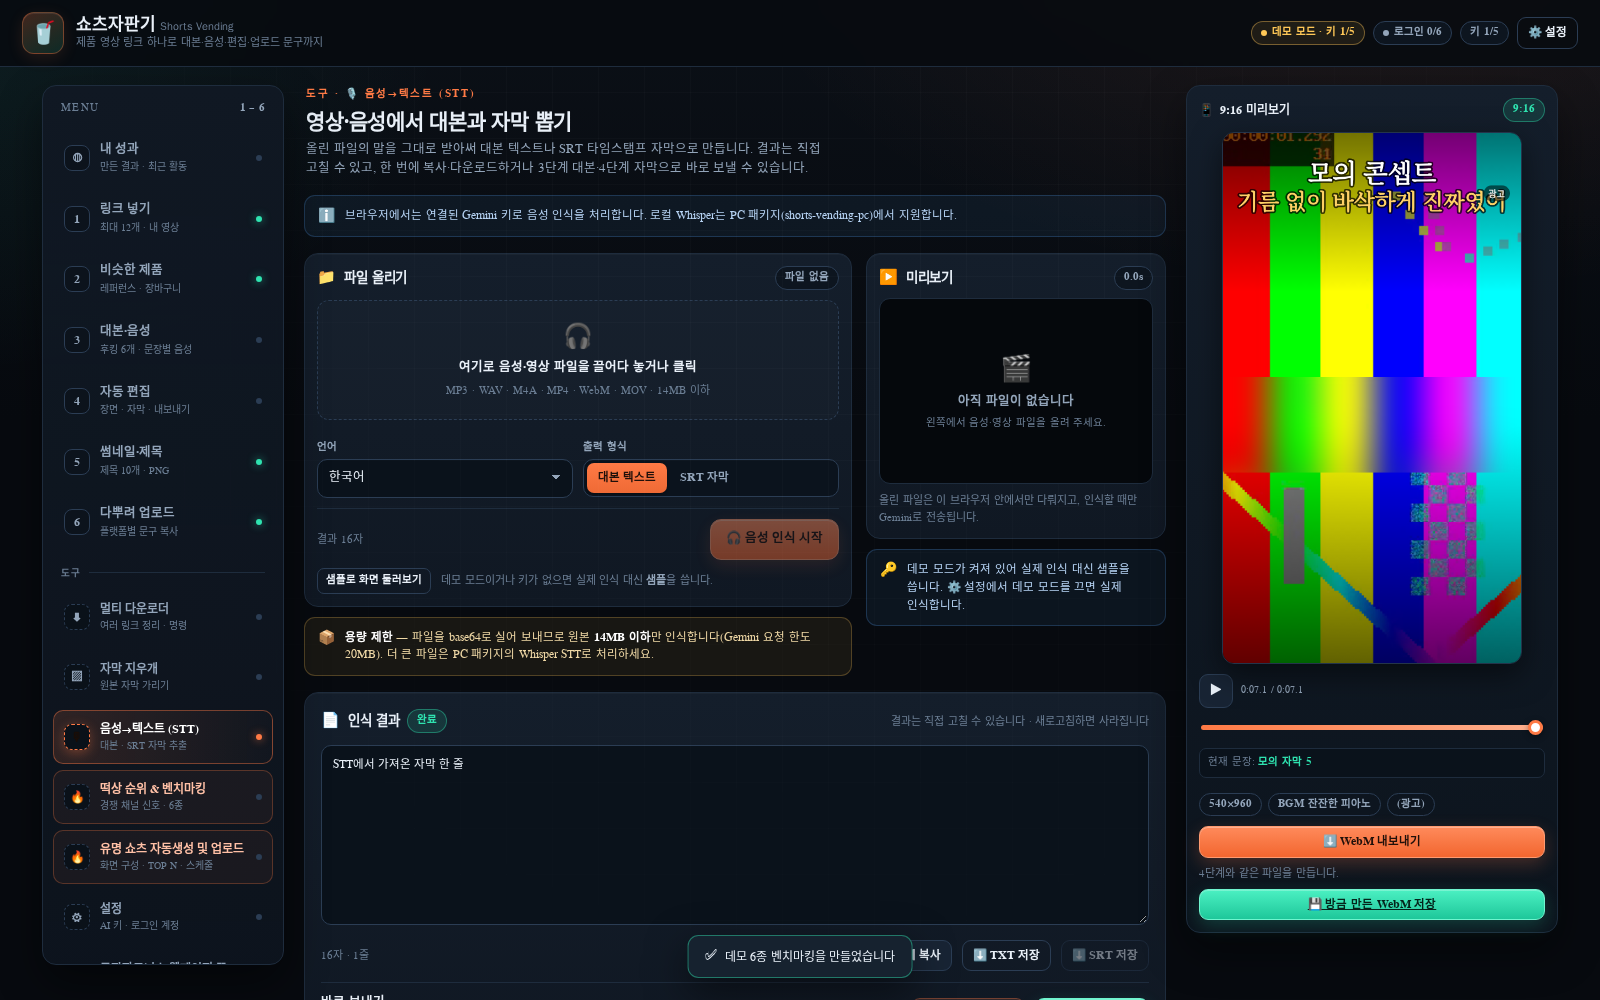 쇼츠자판기 Shorts Vending
제품 영상 링크 하나로 대본·음성·편집·업로드 문구까지
데모 모드 · 키 1/5
로그인 0/6
키 1/5
⚙️ 설정
MENU
1 – 6
내 성과
만든 결과 · 최근 활동
1
링크 넣기
최대 12개 · 내 영상
2
비슷한 제품
레퍼런스 · 장바구니
3
대본·음성
후킹 6개 · 문장별 음성
4
자동 편집
장면 · 자막 · 내보내기
5
썸네일·제목
제목 10개 · PNG
6
다뿌려 업로드
플랫폼별 문구 복사
도구
멀티 다운로더
여러 링크 정리 · 명령
자막 지우개
원본 자막 가리기
음성→텍스트 (STT)
대본 · SRT 자막 추출
떡상 순위 & 벤치마킹
경쟁 채널 신호 · 6종
유명 쇼츠 자동생성 및 업로드
화면 구성 · TOP N · 스케줄
설정
AI 키 · 로그인 계정
도구 · 🎙️ 음성→텍스트 (STT)
영상·음성에서 대본과 자막 뽑기
올린 파일의 말을 그대로 받아써 대본 텍스트나 SRT 타임스탬프 자막으로 만듭니다. 결과는 직접
고칠 수 있고, 한 번에 복사·다운로드하거나 3단계 대본·4단계 자막으로 바로 보낼 수 있습니다.
ℹ️ 브라우저에서는 연결된 Gemini 키로 음성 인식을 처리합니다. 로컬 Whisper는 PC 패키지(shorts-vending-pc)에서 지원합니다.
📁 파일 올리기
파일 없음
여기로 음성·영상 파일을 끌어다 놓거나 클릭
MP3 · WAV · M4A · MP4 · WebM · MOV · 14MB 이하
언어
출력 형식
한국어
대본 텍스트
SRT 자막
결과 16자
🎧 음성 인식 시작
샘플로 화면 둘러보기
데모 모드이거나 키가 없으면 실제 인식 대신 샘플을 씁니다.
📦 용량 제한 — 파일을 base64로 실어 보내므로 원본 14MB 이하만 인식합니다(Gemini 요청 한도
20MB). 더 큰 파일은 PC 패키지의 Whisper STT로 처리하세요.
▶️ 미리보기
0.0s
아직 파일이 없습니다
왼쪽에서 음성·영상 파일을 올려 주세요.
올린 파일은 이 브라우저 안에서만 다뤄지고, 인식할 때만
Gemini로 전송됩니다.
🔑 데모 모드가 켜져 있어 실제 인식 대신 샘플을
씁니다. ⚙️ 설정에서 데모 모드를 끄면 실제
인식합니다.
📄 인식 결과
완료
결과는 직접 고칠 수 있습니다 · 새로고침하면 사라집니다
STT에서 가져온 자막 한 줄
16자 · 1줄
복사
⬇️ TXT 저장
⬇️ SRT 저장
✅ 데모 6종 벤치마킹을 만들었습니다
바로 보내기
📱 9:16 미리보기
9:16
00:00:01.292
31
모의 콘셉트
광고
기름 없이 바삭하게 진짜였어
0:07.1 / 0:07.1
현재 문장: 모의 자막 5
540×960
BGM 잔잔한 피아노
(광고)
⬇️ WebM 내보내기
4단계와 같은 파일을 만듭니다.
💾 방금 만든 WebM 저장